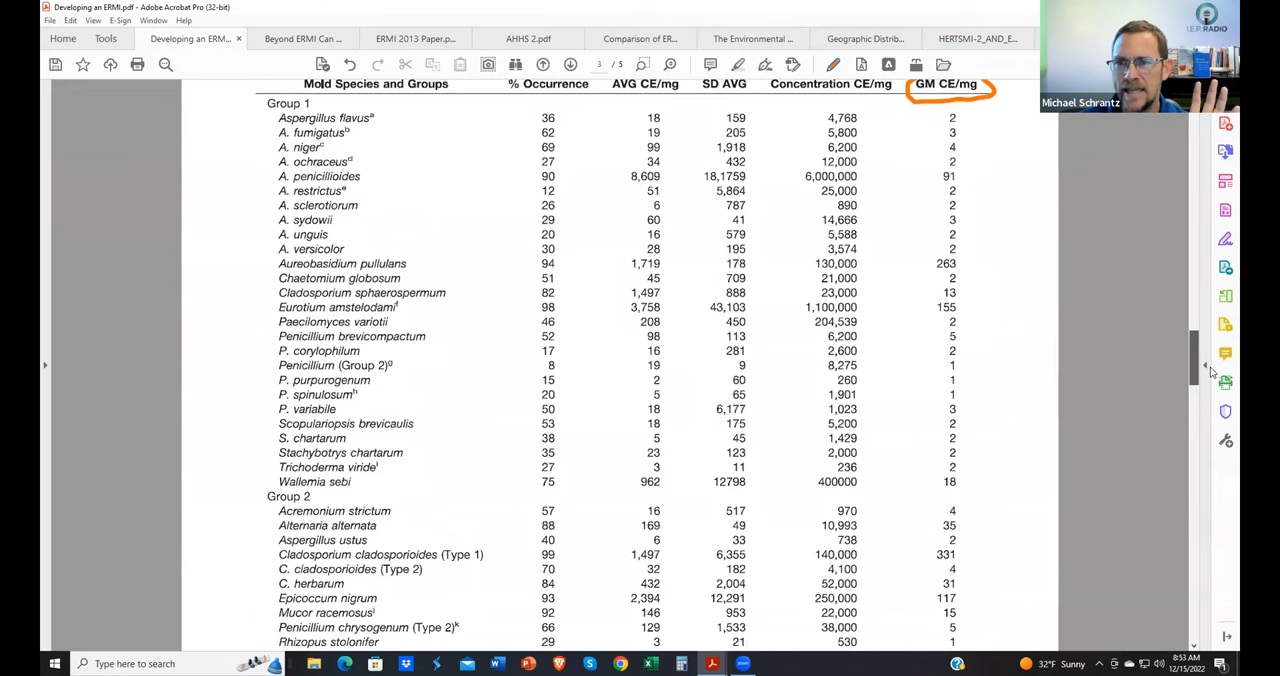 Developing an ERMI.pdf - Adobe Acrobat Pro (32-bit)
File Edit View E-Sign Window Help
Home Tools Developing an ERM... × Beyond ERMI Can ... ERMI 2013 Paper.p... MHHS 2.pdf Comparison of ER... The Environmental ... Geographic Distrib... HERTSMI-2_AND_E...
3 / 5
I.E.P. RADIO
Michael Schrantz
Mold Species and Groups % Occurrence AVG CE/mg SD AVG Concentration CE/mg GM CE/mg
Group 1
Aspergillus flavusᵃ 36 18 159 4,768 2
A. fumigatusᵇ 62 19 205 5,800 3
A. nigerᶜ 69 99 1,918 6,200 4
A. ochraceusᵈ 27 34 432 12,000 2
A. penicillioides 90 8,609 18,1759 6,000,000 91
A. restrictusᵉ 12 51 5,864 25,000 2
A. sclerotiorum 26 6 787 890 2
A. sydowii 29 60 41 14,666 3
A. unguis 20 16 579 5,588 2
A. versicolor 30 28 195 3,574 2
Aureobasidium pullulans 94 1,719 178 130,000 263
Chaetomium globosum 51 45 709 21,000 2
Cladosporium sphaerospermum 82 1,497 888 23,000 13
Eurotium amstelodamiᶠ 98 3,758 43,103 1,100,000 155
Paecilomyces variotii 46 208 450 204,539 2
Penicillium brevicompactum 52 98 113 6,200 5
P. corylophilum 17 16 281 2,600 2
Penicillium (Group 2)ᵍ 8 19 9 8,275 1
P. purpurogenum 15 2 60 260 1
P. spinulosumʰ 20 5 65 1,901 1
P. variabile 50 18 6,177 1,023 3
Scopulariopsis brevicaulis 53 18 175 5,200 2
S. chartarum 38 5 45 1,429 2
Stachybotrys chartarum 35 23 123 2,000 2
Trichoderma virideⁱ 27 3 11 236 2
Wallemia sebi 75 962 12798 400000 18
Group 2
Acremonium strictum 57 16 517 970 4
Alternaria alternata 88 169 49 10,993 35
Aspergillus ustus 40 6 33 738 2
Cladosporium cladosporioides (Type 1) 99 1,497 6,355 140,000 331
C. cladosporioides (Type 2) 70 32 182 4,100 4
C. herbarum 84 432 2,004 52,000 31
Epicoccum nigrum 93 2,394 12,291 250,000 117
Mucor racemosusʲ 92 146 953 22,000 15
Penicillium chrysogenum (Type 2)ᵏ 66 129 1,533 38,000 5
Rhizopus stolonifer 29 3 21 530 1
Type here to search
32°F Sunny
8:53 AM
12/15/2022